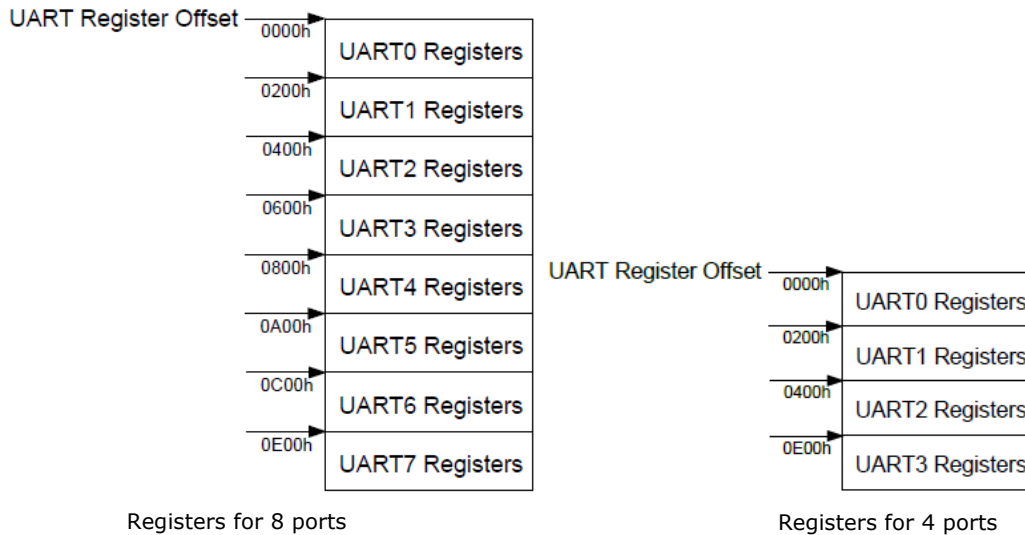 UART Register Offset
0000h
UART0 Registers
0200h
UART1 Registers
0400h
UART2 Registers
0600h
UART3 Registers
0800h
UART4 Registers
0A00h
UART5 Registers
0C00h
UART6 Registers
0E00h
UART7 Registers
Registers for 8 ports
UART Register Offset
0000h
UART0 Registers
0200h
UART1 Registers
0400h
UART2 Registers
0E00h
UART3 Registers
Registers for 4 ports